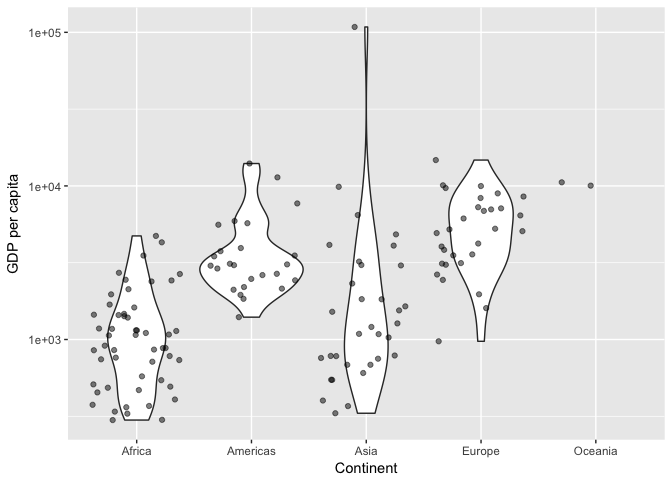 1e+05
1e+04
1e+03
GDP per capita
Africa Americas Asia Europe Oceania
Continent